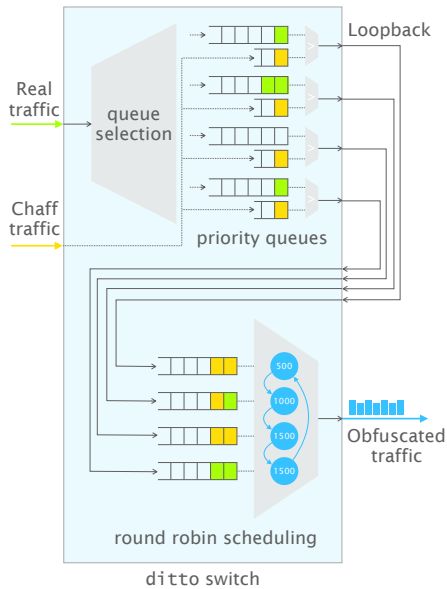 Loopback
Real
traffic
queue
selection
>
>
>
>
Chaff
traffic
priority queues
500
1000
1500
1500
Obfuscated
traffic
round robin scheduling
ditto switch